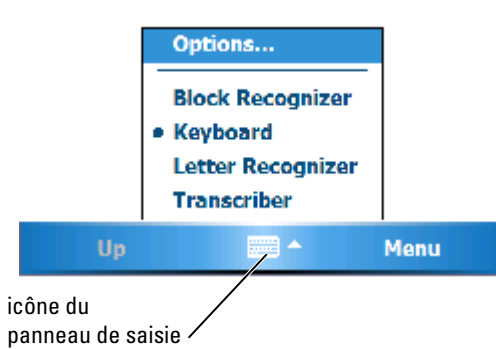 Options...
Block Recognizer
Keyboard
Letter Recognizer
Transcriber
Up Menu
icône du
panneau de saisie